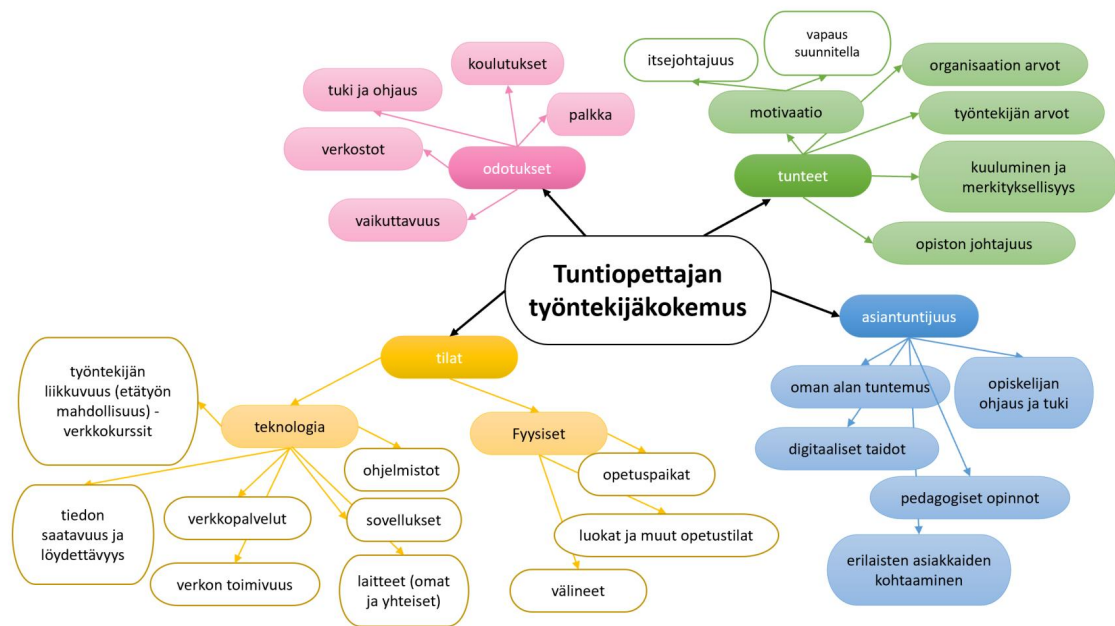 koulutukset
tuki ja ohjaus
palkka
verkostot
odotukset
vaikuttavuus
vapaus
suunnitella
itsejohtajuus
organisaation arvot
motivaatio
työntekijän arvot
tunteet
kuuluminen ja
merkityksellisyys
opiston johtajuus
Tuntiopettajan
työntekijäkokemus
asiantuntijuus
oman alan tuntemus
opiskelijan
ohjaus ja tuki
digitaaliset taidot
pedagogiset opinnot
erilaisten asiakkaiden
kohtaaminen
tilat
työntekijän
liikkuvuus (etätyön
mahdollisuus) -
verkkokurssit
teknologia
Fyysiset
ohjelmistot
opetuspaikat
tiedon
saatavuus ja
löydettävyys
verkkopalvelut
sovellukset
luokat ja muut opetustilat
verkon toimivuus
laitteet (omat
ja yhteiset)
välineet